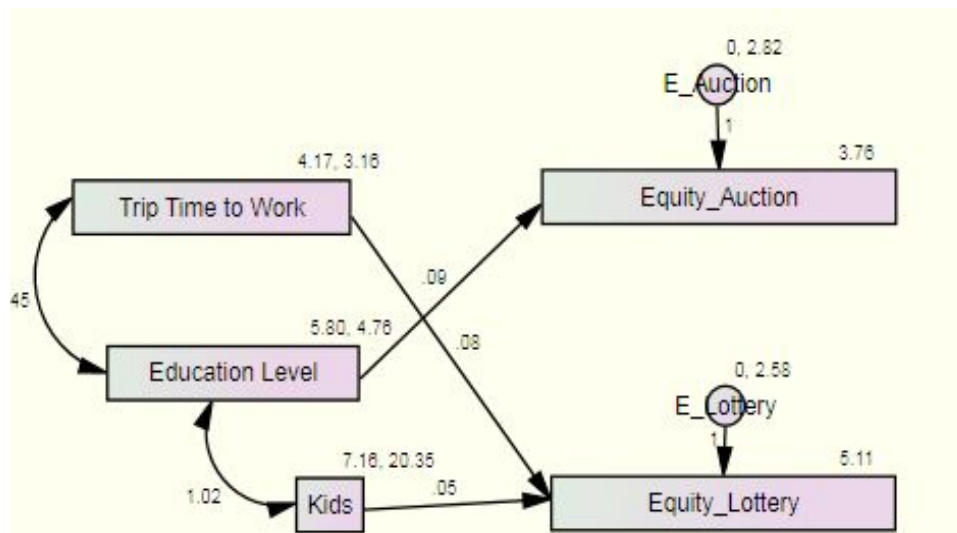 0, 2.82
E_Auction
1
4.17, 3.16
3.76
Trip Time to Work
Equity_Auction
.09
45
5.80, 4.76
.08
Education Level
0, 2.58
E_Lottery
1
7.16, 20.35
5.11
1.02
Kids
.05
Equity_Lottery